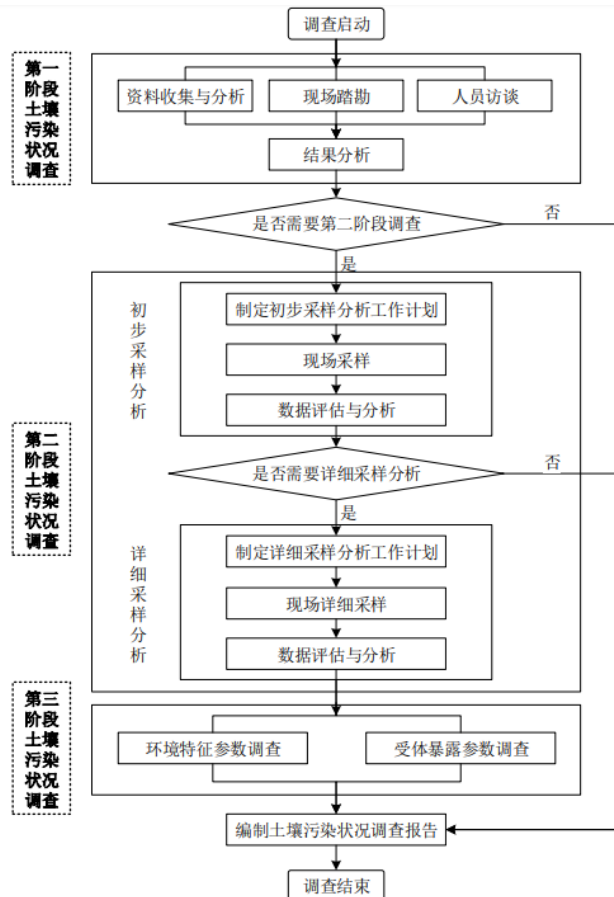 调查启动
第一
阶段
土壤
污染
状况
调查
资料收集与分析
现场踏勘
人员访谈
结果分析
是否需要第二阶段调查
否
是
初步采样分析
制定初步采样分析工作计划
现场采样
数据评估与分析
第二
阶段
土壤
污染
状况
调查
是否需要详细采样分析
否
是
详细采样分析
制定详细采样分析工作计划
现场详细采样
数据评估与分析
第三
阶段
土壤
污染
状况
调查
环境特征参数调查
受体暴露参数调查
编制土壤污染状况调查报告
调查结束